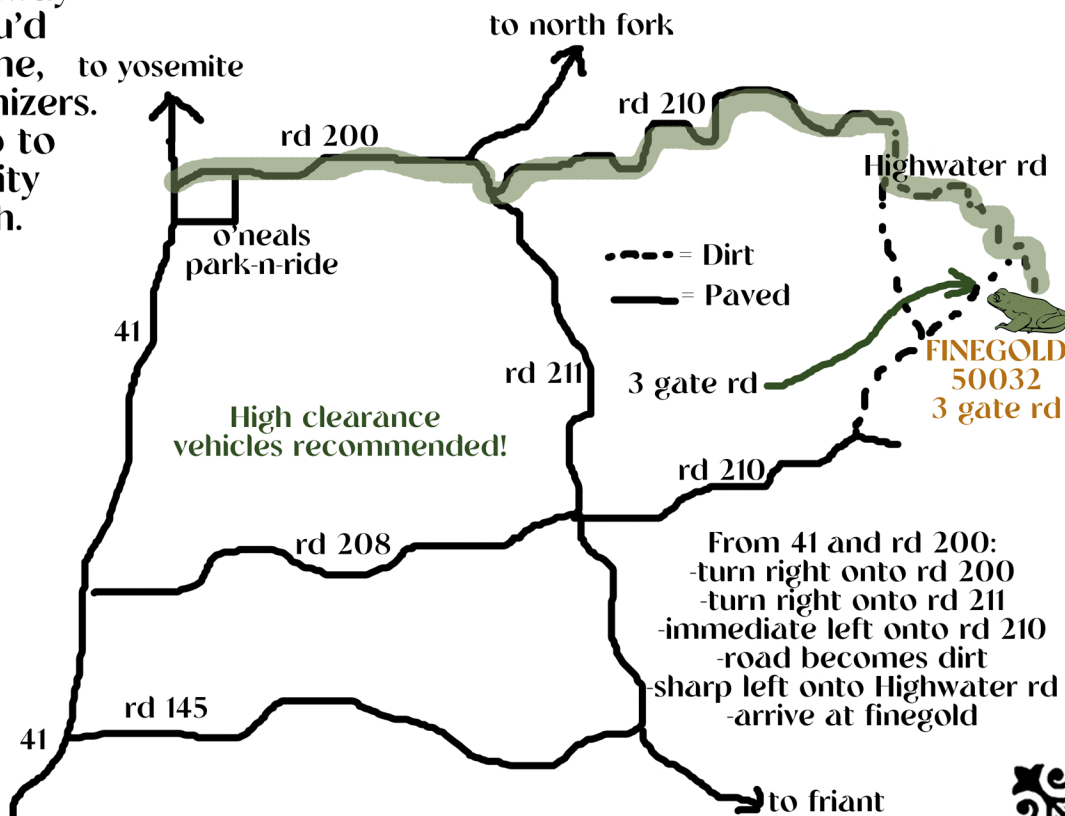 u'd
to north fork
to yosemite
nizers.
rd 210
rd 200
to
Highwater rd
o'neals
park-n-ride
= Dirt
= Paved
41
rd 211
3 gate rd
FINEGOLD
50032
3 gate rd
High clearance
vehicles recommended!
rd 210
rd 208
From 41 and rd 200:
-turn right onto rd 200
-turn right onto rd 211
-immediate left onto rd 210
-road becomes dirt
-sharp left onto Highwater rd
-arrive at finegold
rd 145
41
to friant